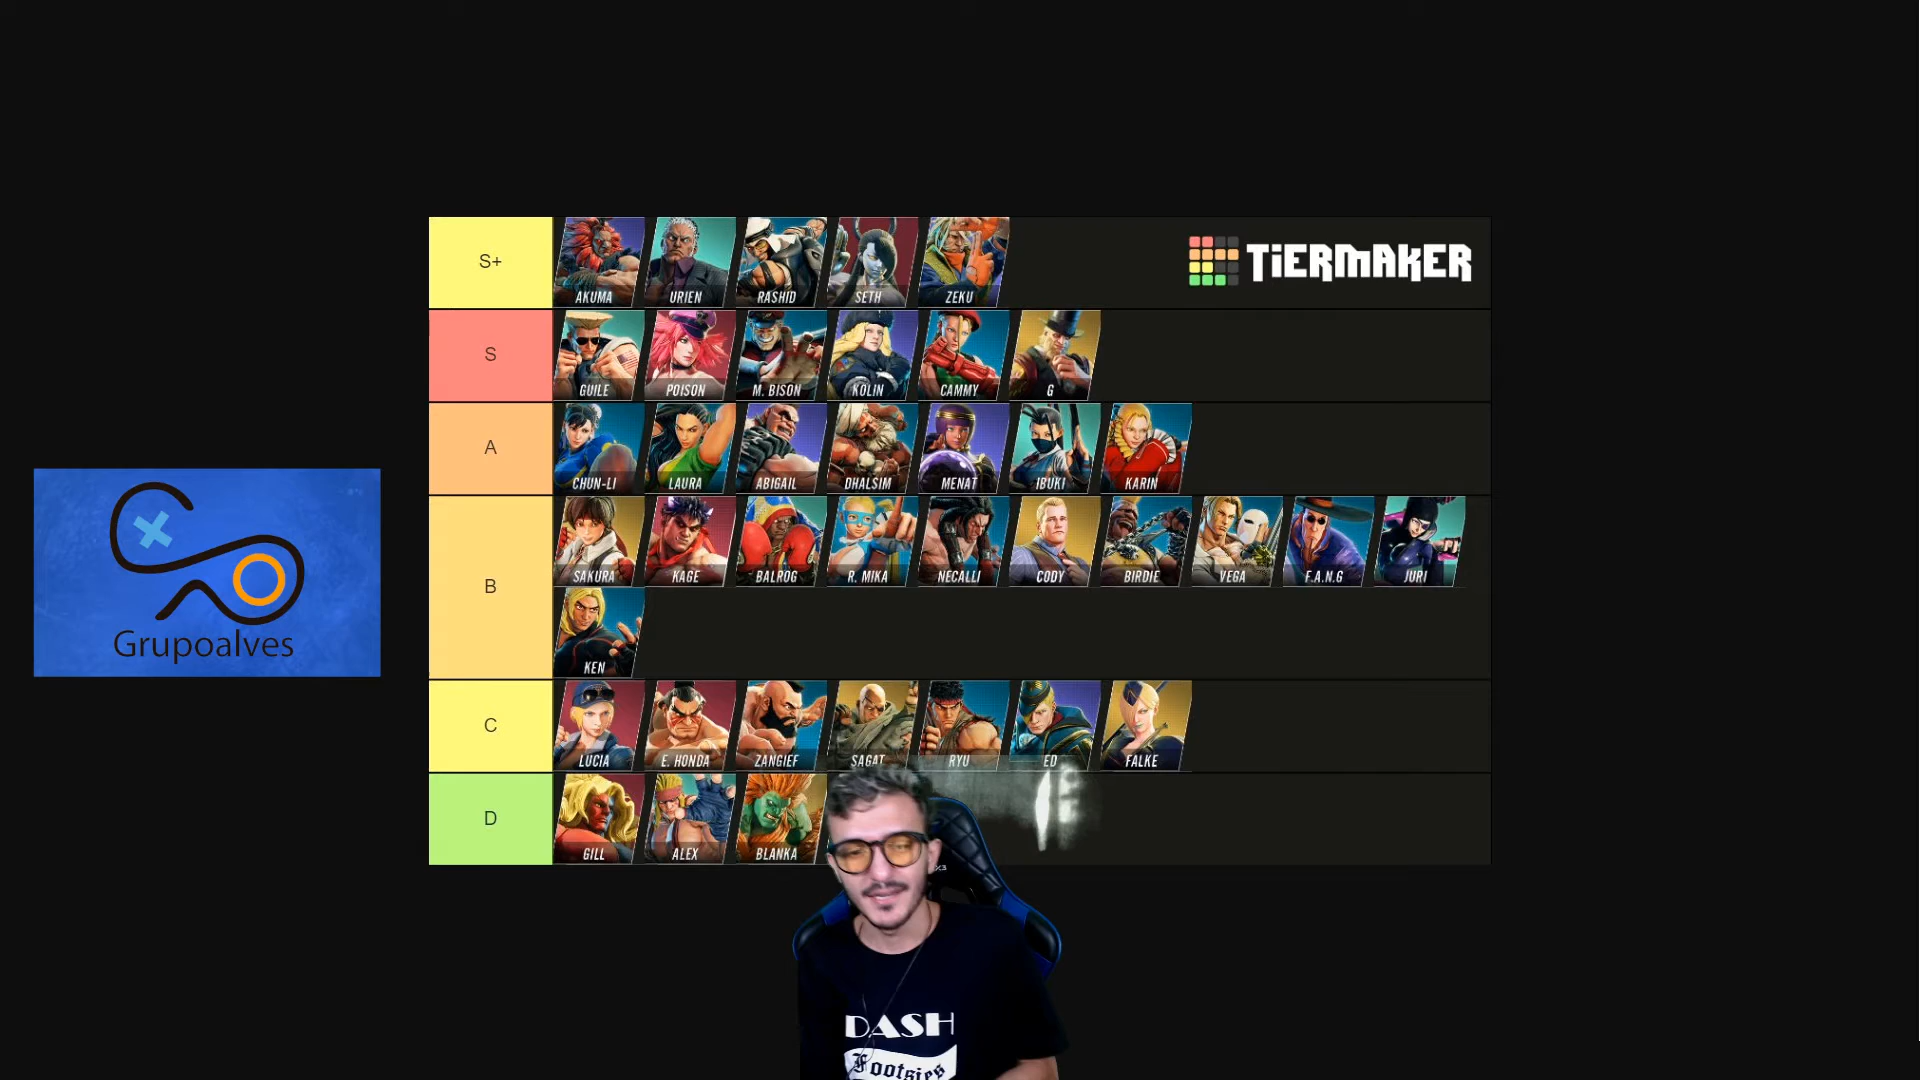 S+
AKUMA
URIEN
RASHID
SETH
ZEKU
TiERMAKER
S
GUILE
POISON
M. BISON
KOLIN
CAMMY
G
A
CHUN-LI
LAURA
ABIGAIL
DHALSIM
MENAT
IBUKI
KARIN
B
SAKURA
KAGE
BALROG
R. MIKA
NECALLI
CODY
BIRDIE
VEGA
F.A.N.G
JURI
KEN
C
LUCIA
E. HONDA
ZANGIEF
SAGAT
RYU
ED
FALKE
D
GILL
ALEX
BLANKA
Grupoalves
DASH
Footsies